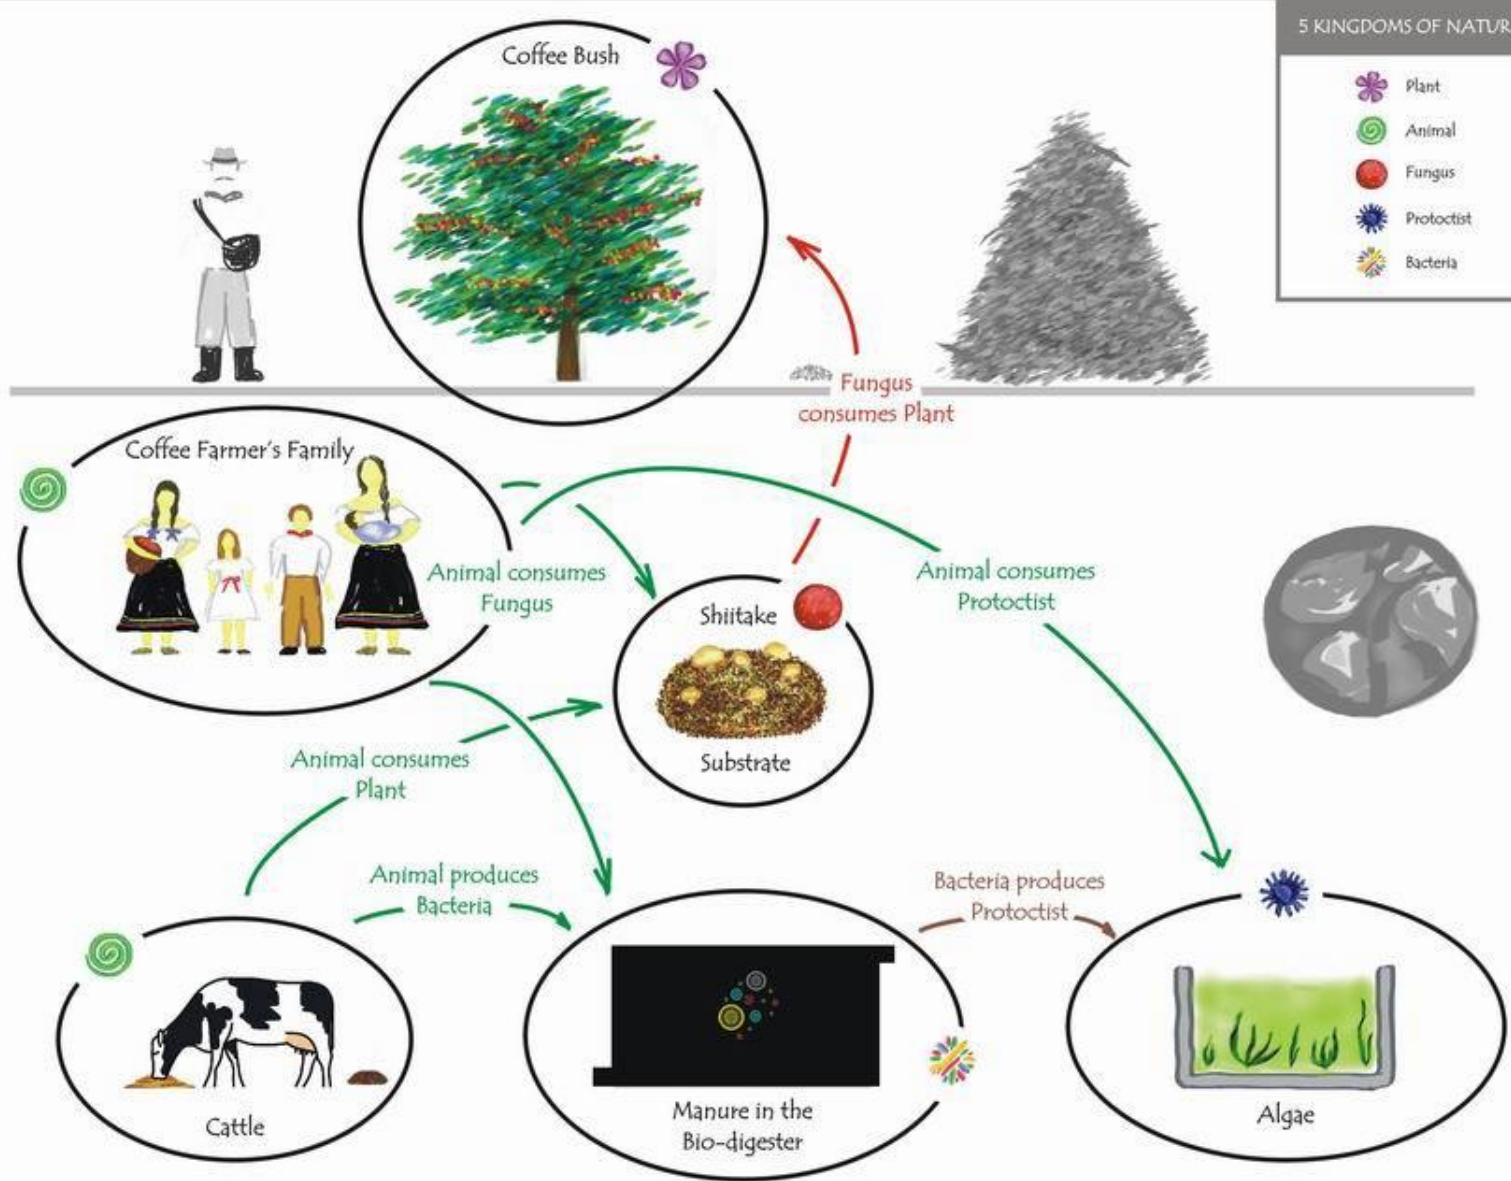 5 KINGDOMS OF NATUR
Plant
Animal
Fungus
Protoctist
Bacteria
Coffee Bush
Fungus
consumes Plant
Coffee Farmer's Family
Animal consumes
Fungus
Animal consumes
Protoctist
Shiitake
Substrate
Animal consumes
Plant
Animal produces
Bacteria
Bacteria produces
Protoctist
Cattle
Manure in the
Bio-digester
Algae